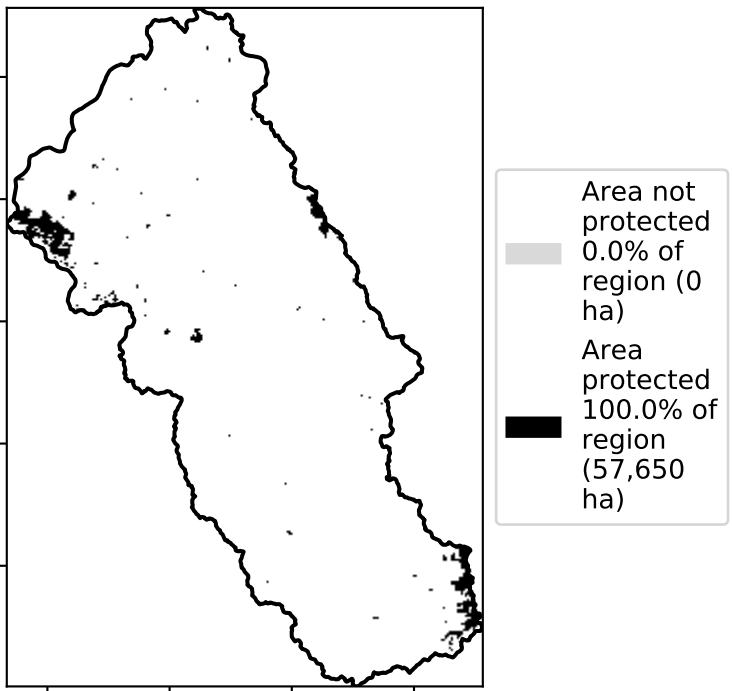 Area not
protected
0.0% of
region (0
ha)
Area
protected
100.0% of
region
(57,650
ha)